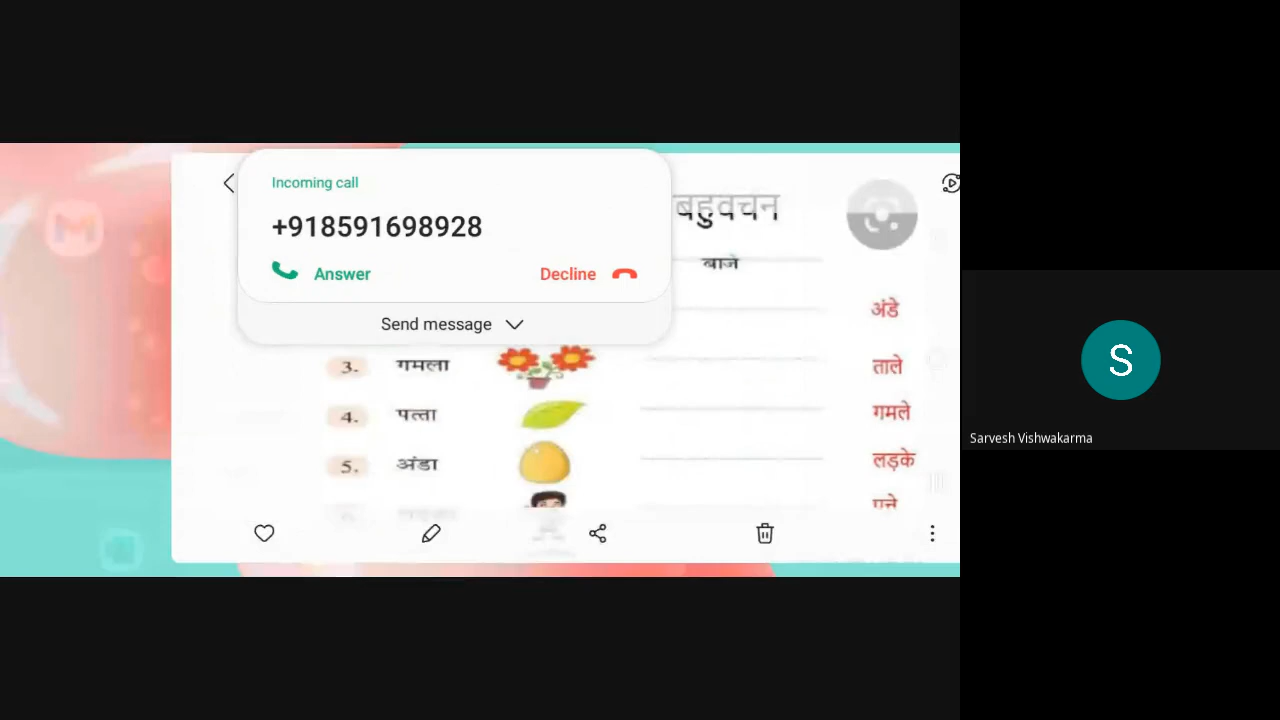 Incoming call
+918591698928
Answer Decline
Send message
बहुवचन
बाजे
अंडे
3. गमला
ताले
4. पत्ता
गमले
5. अंडा
लड़के
S
Sarvesh Vishwakarma